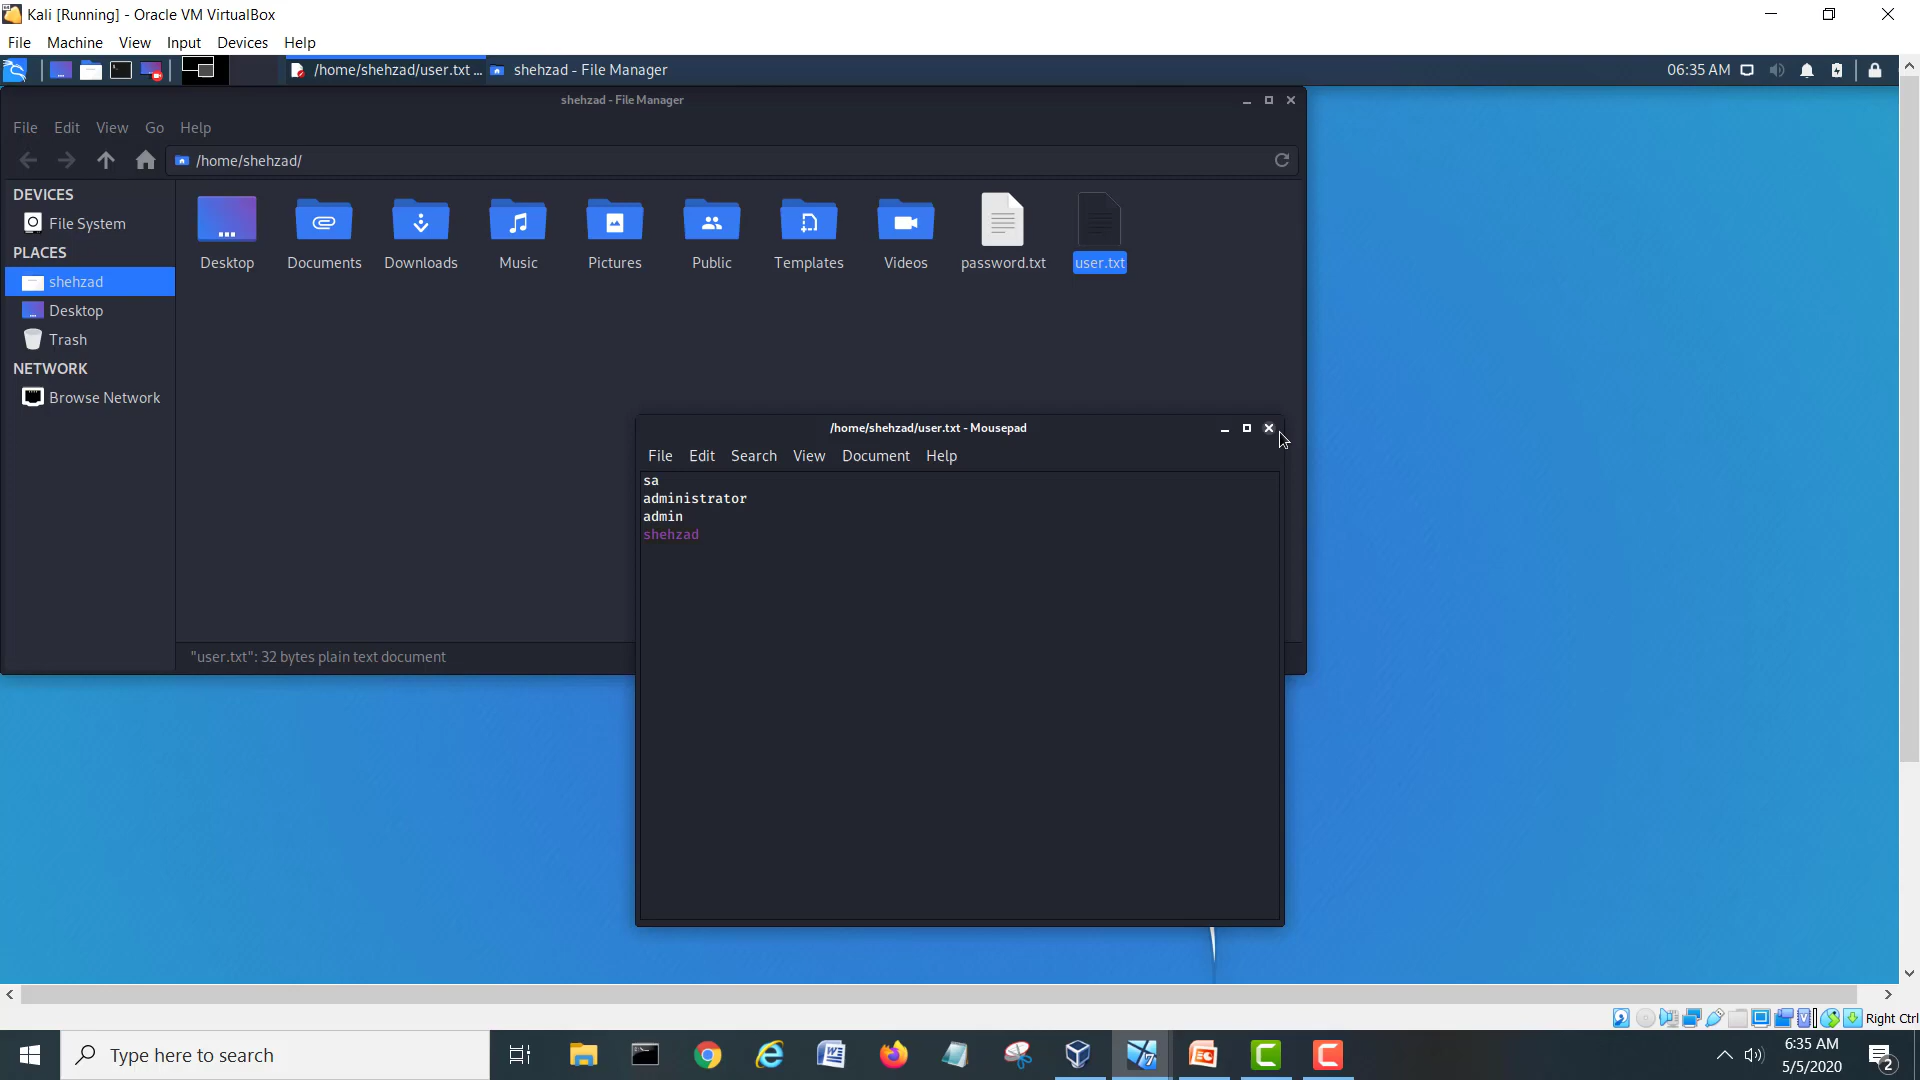 Kali [Running] - Oracle VM VirtualBox
File Machine View Input Devices Help
/home/shehzad/user.txt ... shehzad - File Manager 06:35 AM
shehzad - File Manager
File Edit View Go Help
/home/shehzad/
DEVICES
File System
PLACES
shehzad
Desktop
Trash
NETWORK
Browse Network
Desktop Documents Downloads Music Pictures Public Templates Videos password.txt user.txt
"user.txt": 32 bytes plain text document
/home/shehzad/user.txt - Mousepad
File Edit Search View Document Help
sa
administrator
admin
shehzad
Right Ctrl
Type here to search
6:35 AM
5/5/2020
2